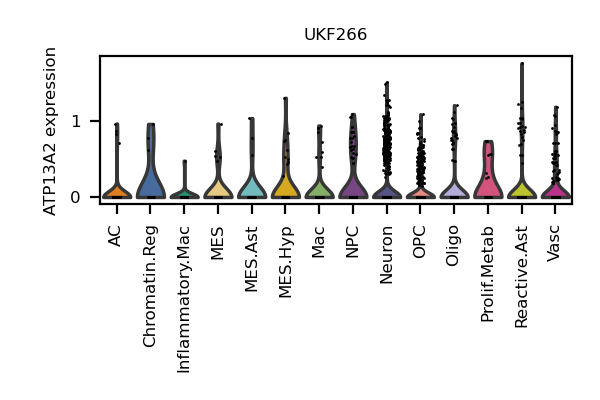 UKF266
ATP13A2 expression
1
0
AC
Chromatin.Reg
Inflammatory.Mac
MES
MES.Ast
MES.Hyp
Mac
NPC
Neuron
OPC
Oligo
Prolif.Metab
Reactive.Ast
Vasc